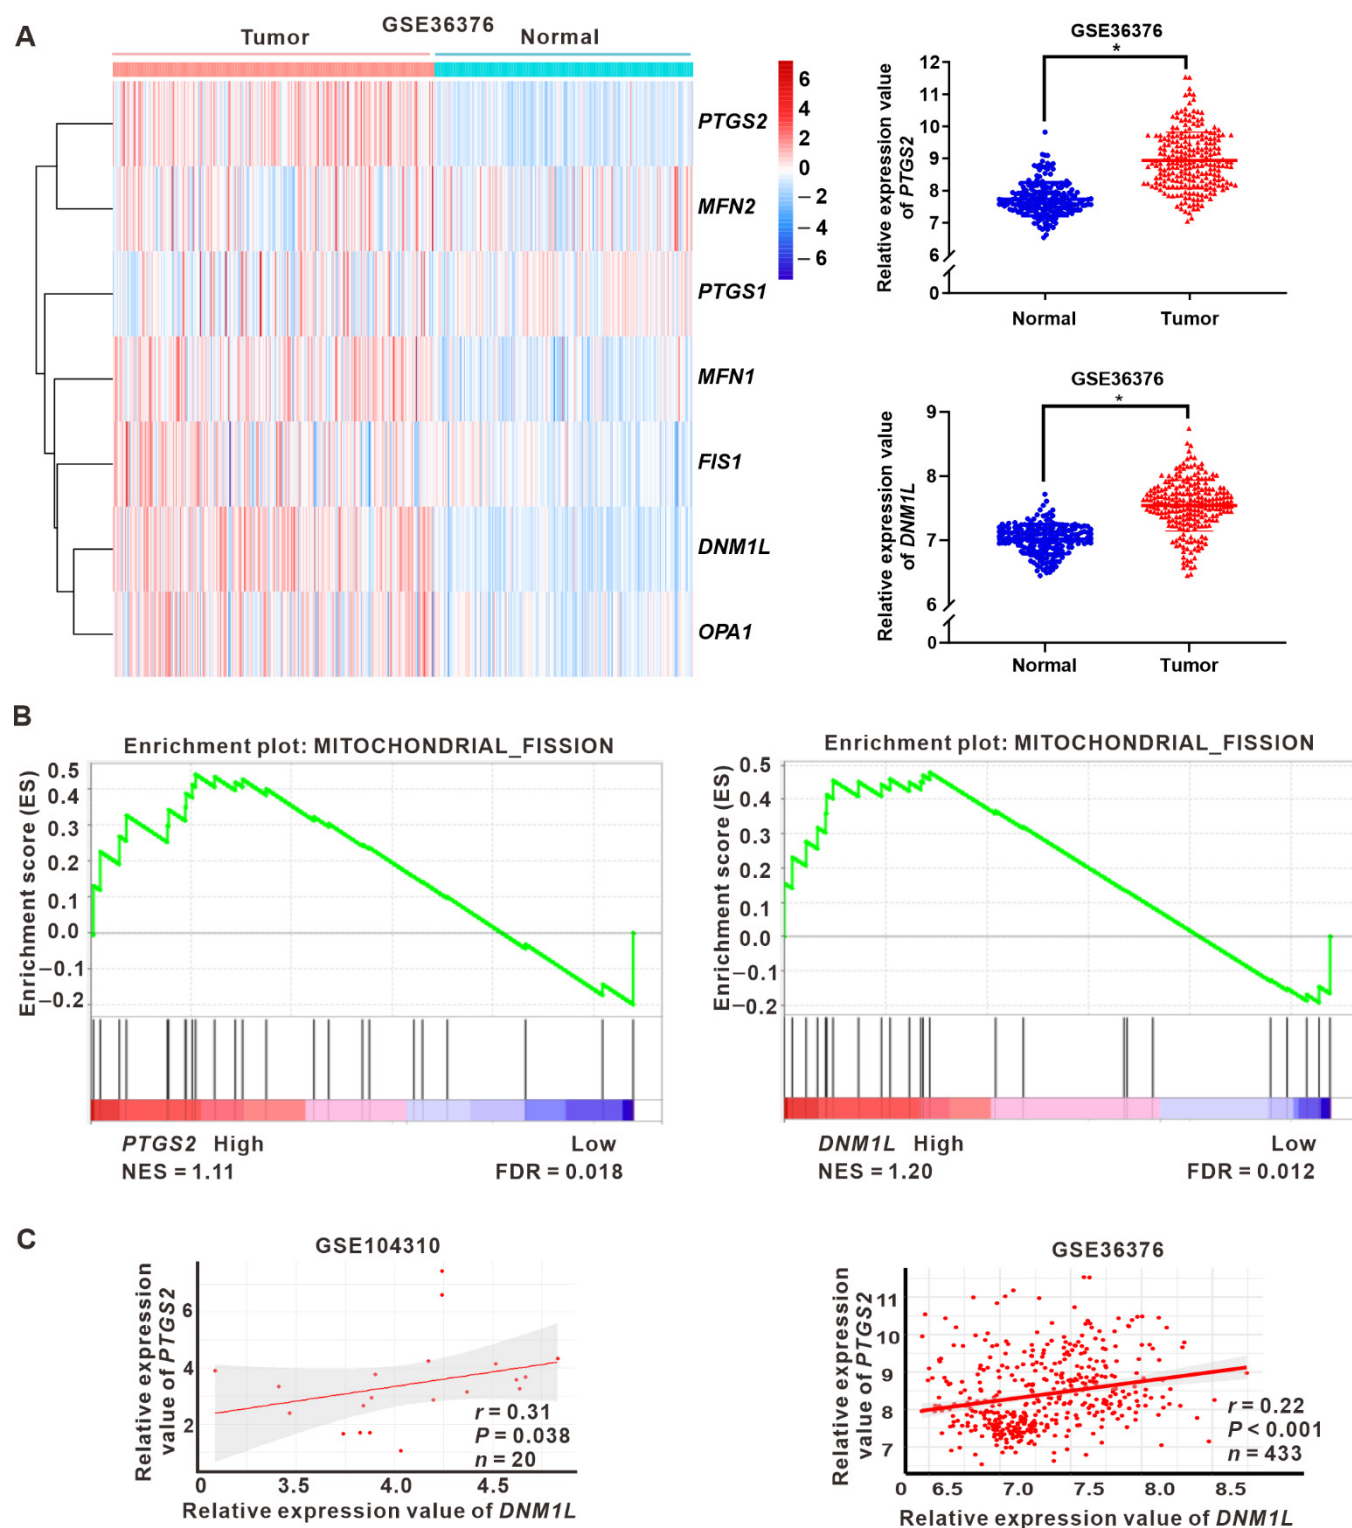 A
GSE36376
Tumor
Normal
PTGS2
MFN2
PTGS1
MFN1
FIS1
DNM1L
OPA1
6
4
2
0
−2
−4
−6
GSE36376
*
Relative expression value
of PTGS2
12
11
10
9
8
7
6
0
Normal
Tumor
GSE36376
*
Relative expression value
of DNM1L
9
8
7
6
0
Normal
Tumor
B
Enrichment plot: MITOCHONDRIAL_FISSION
Enrichment score (ES)
0.5
0.4
0.3
0.2
0.1
0.0
−0.1
−0.2
PTGS2 High
Low
NES = 1.11
FDR = 0.018
Enrichment plot: MITOCHONDRIAL_FISSION
Enrichment score (ES)
0.5
0.4
0.3
0.2
0.1
0.0
−0.1
−0.2
DNM1L High
Low
NES = 1.20
FDR = 0.012
C
GSE104310
Relative expression
value of PTGS2
6
4
2
r = 0.31
P = 0.038
n = 20
0
3.5
4.0
4.5
Relative expression value of DNM1L
GSE36376
Relative expression
value of PTGS2
11
10
9
8
7
r = 0.22
P < 0.001
n = 433
0
6.5
7.0
7.5
8.0
8.5
Relative expression value of DNM1L